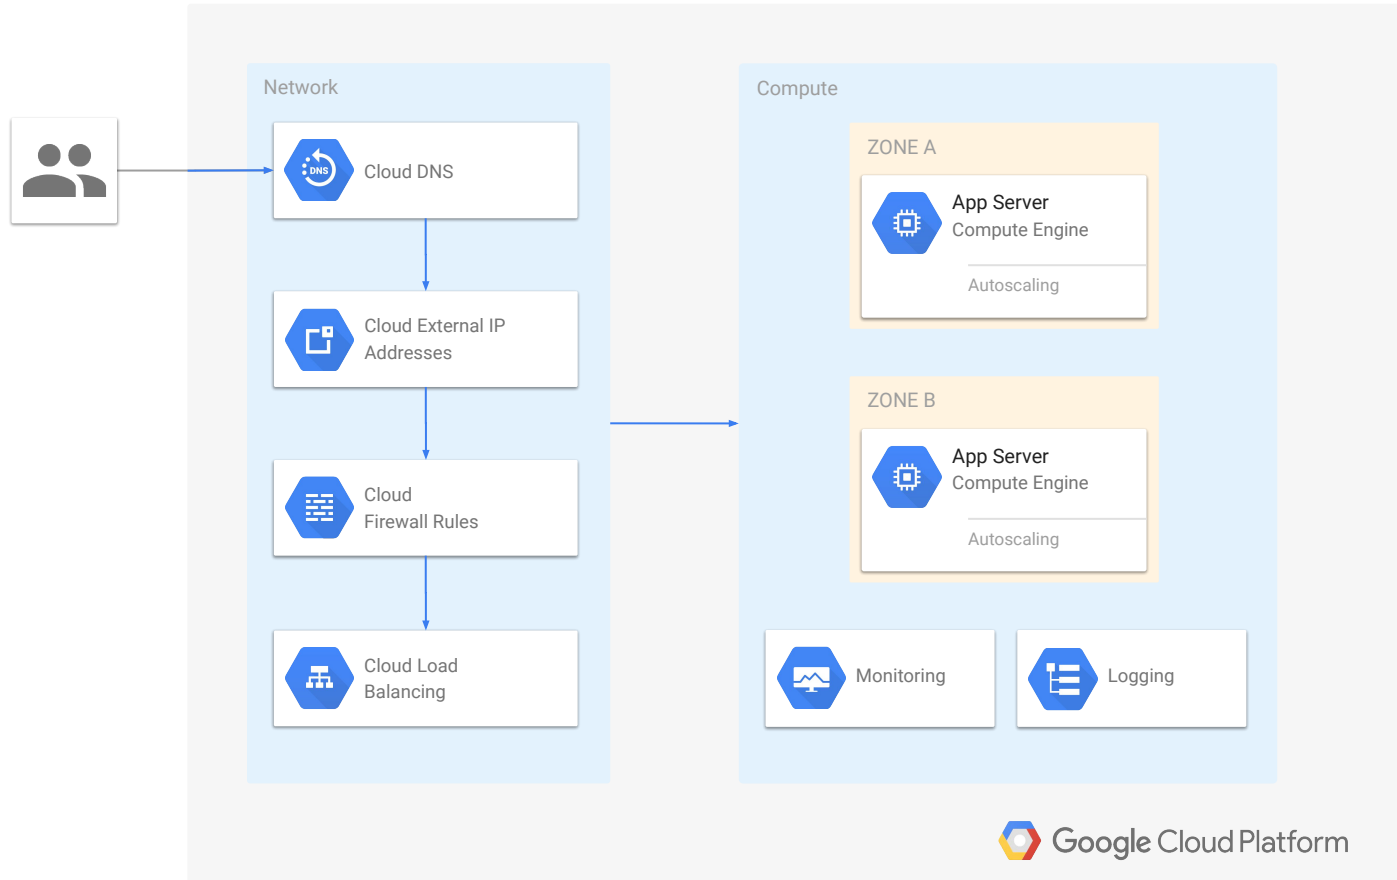 Network
DNS
Cloud DNS
Cloud External IP
Addresses
Cloud
Firewall Rules
Cloud Load
Balancing
Compute
ZONE A
App Server
Compute Engine
Autoscaling
ZONE B
App Server
Compute Engine
Autoscaling
Monitoring
Logging
Google Cloud Platform